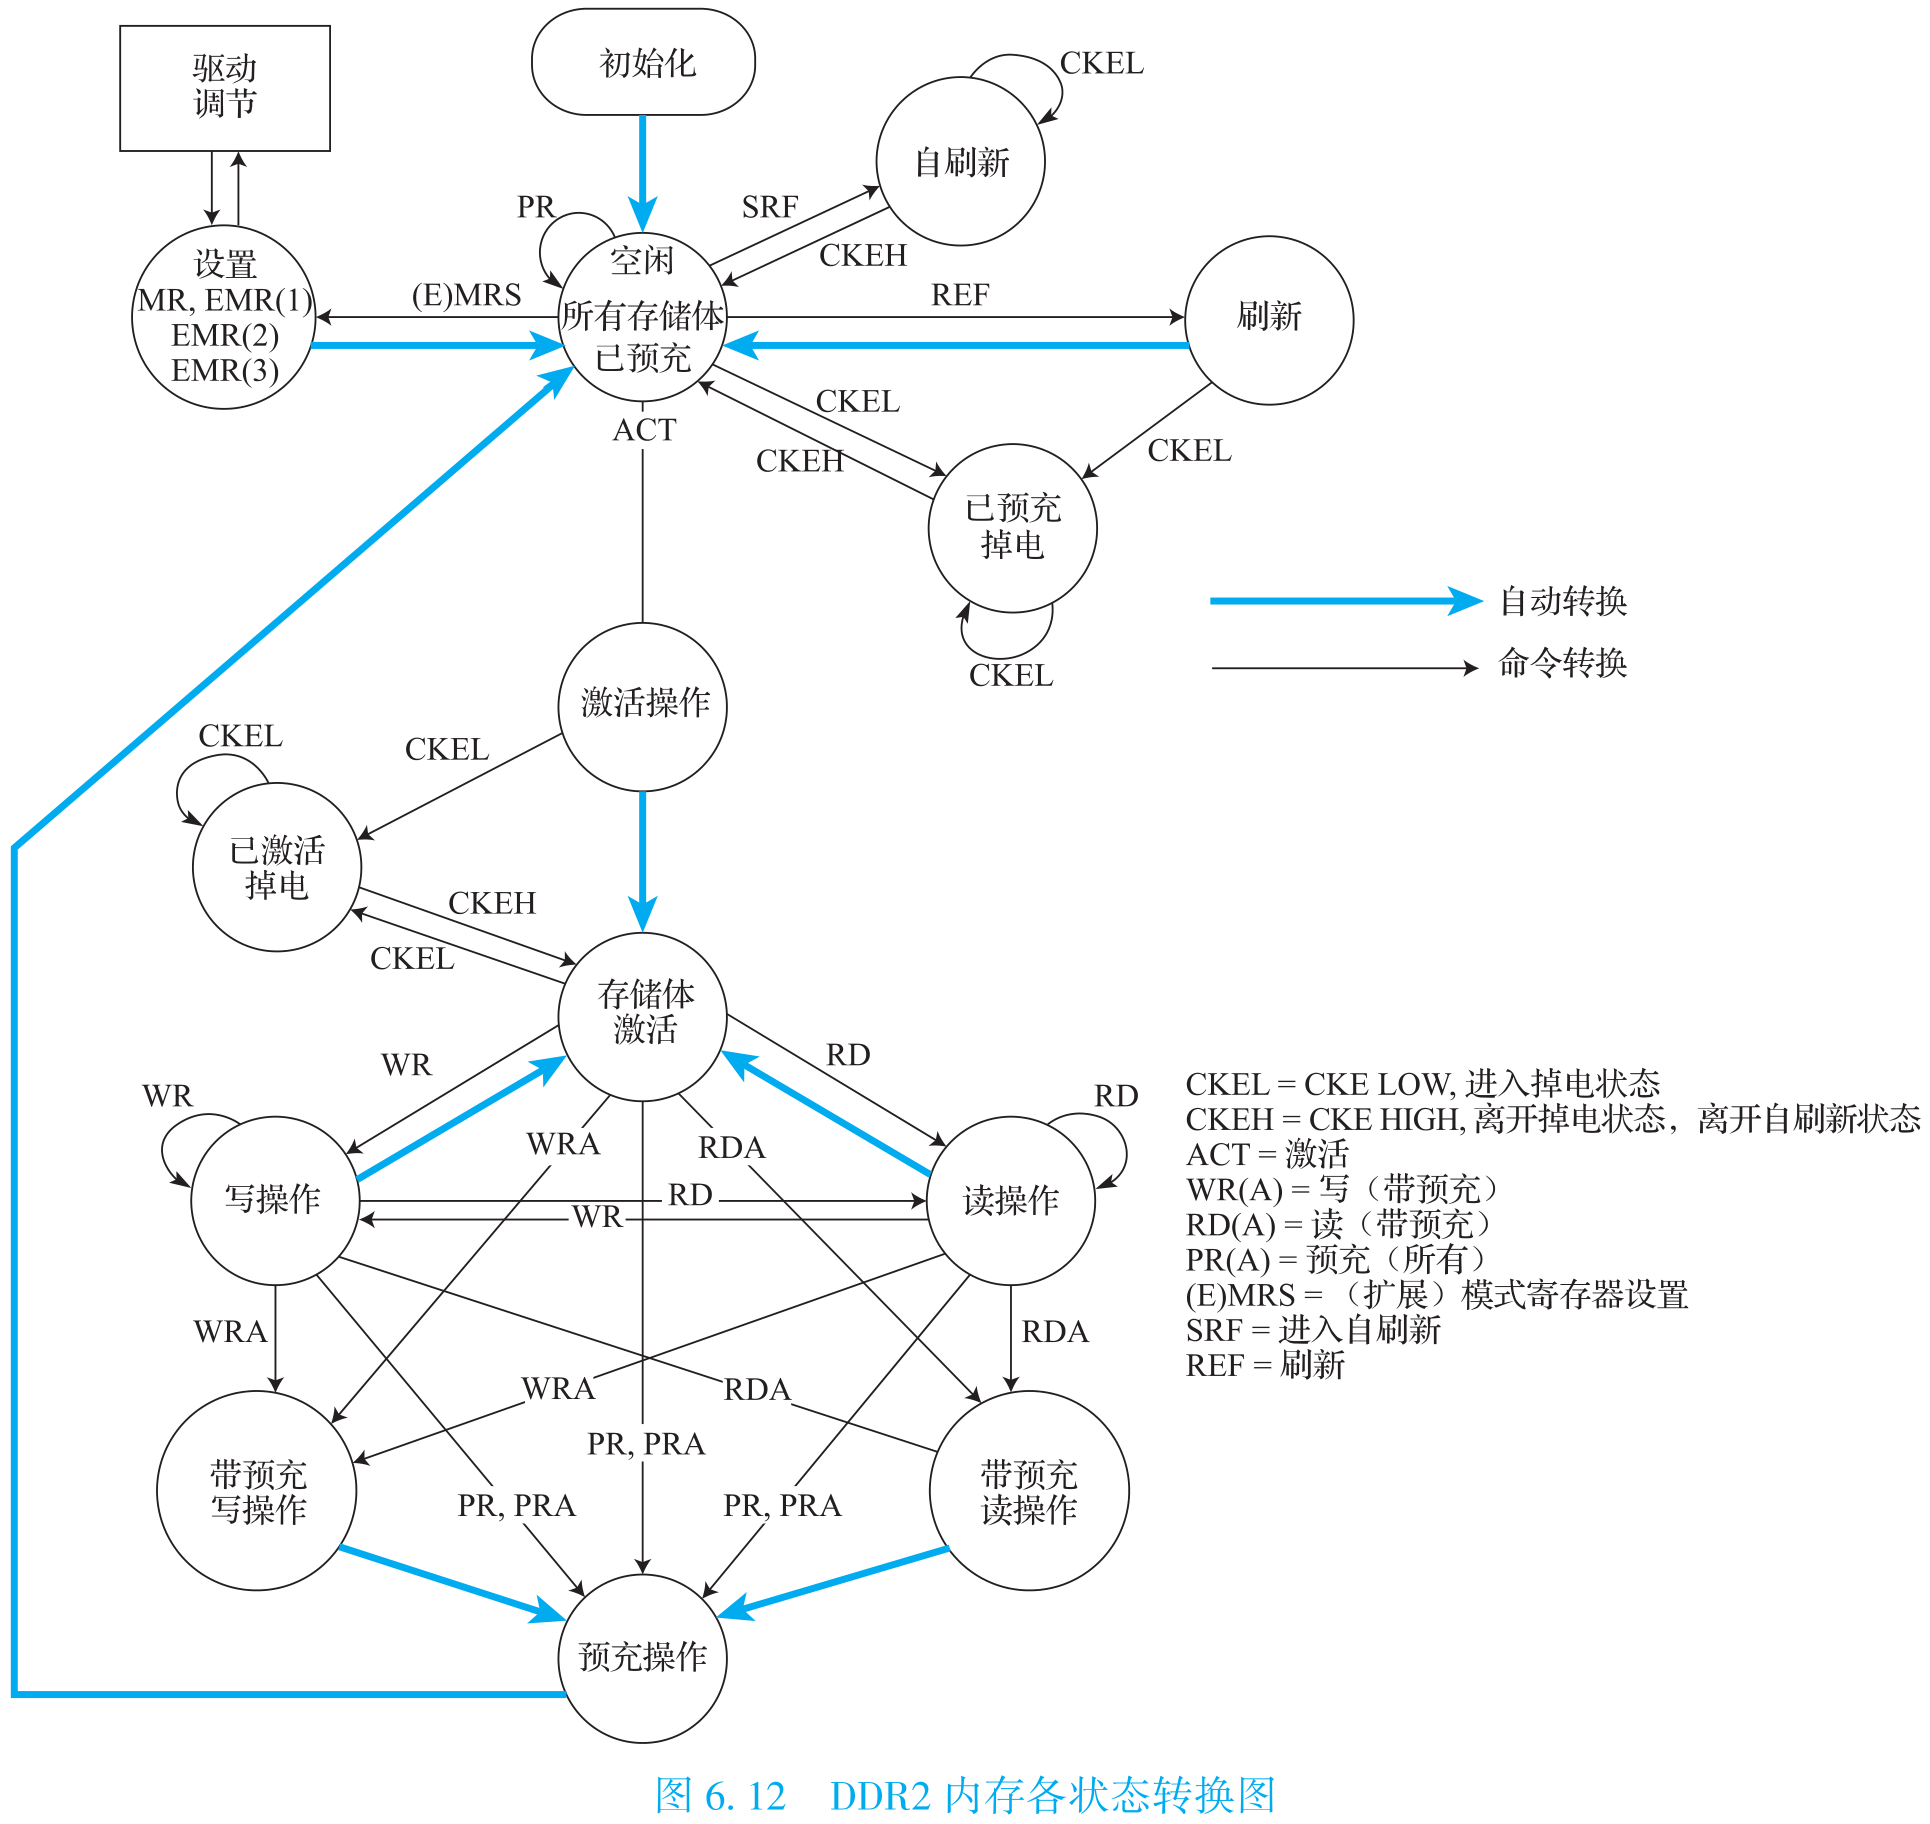 驱动
调节
初始化
CKEL
自刷新
PR
SRF
CKEH
设置
MR, EMR(1)
EMR(2)
EMR(3)
(E)MRS
空闲
所有存储体
已预充
REF
刷新
CKEL
ACT
CKEH
CKEL
已预充
掉电
CKEL
自动转换
命令转换
激活操作
CKEL
CKEL
已激活
掉电
CKEH
CKEL
存储体
激活
WR
RD
WR
RD
WRA
RDA
写操作
RD
WR
读操作
CKEL = CKE LOW, 进入掉电状态
CKEH = CKE HIGH, 离开掉电状态，离开自刷新状态
ACT = 激活
WR(A) = 写（带预充）
RD(A) = 读（带预充）
PR(A) = 预充（所有）
(E)MRS = （扩展）模式寄存器设置
SRF = 进入自刷新
REF = 刷新
WRA
RDA
WRA
RDA
PR, PRA
带预充
写操作
PR, PRA
PR, PRA
带预充
读操作
预充操作
图 6.12 DDR2 内存各状态转换图